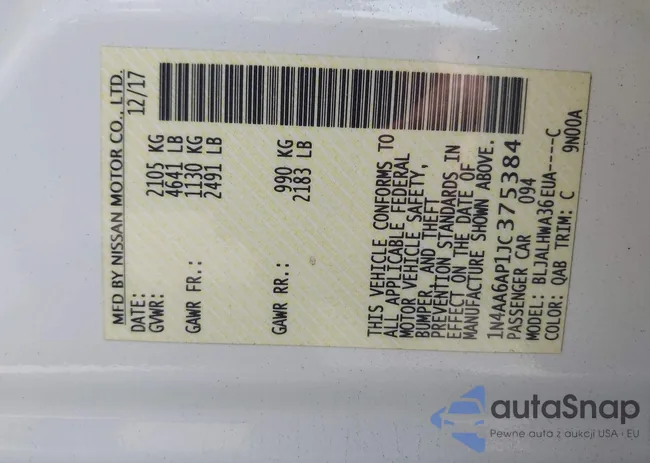 MFD BY NISSAN MOTOR CO., LTD.
DATE: 12/17
GVWR: 2105 KG
4641 LB
GAWR FR.: 1130 KG
2491 LB
GAWR RR.: 990 KG
2183 LB
THIS VEHICLE CONFORMS TO
ALL APPLICABLE FEDERAL
MOTOR VEHICLE SAFETY,
BUMPER, AND THEFT
PREVENTION STANDARDS IN
EFFECT ON THE DATE OF
MANUFACTURE SHOWN ABOVE.
1N4AA6AP1JC375384
PASSENGER CAR 094
MODEL: BLJALHWA36EUA----C
COLOR: QAB TRIM: C 9N00A
autaSnap
Pewne auta z aukcji USA · EU